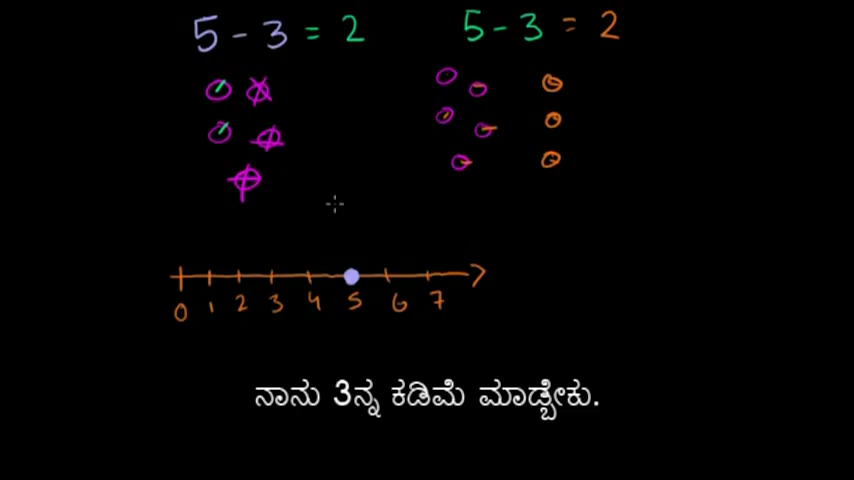 5 - 3 = 2 5 - 3 = 2
0 1 2 3 4 5 6 7
ನಾನು 3ನ್ನ ಕಡಿಮೆ ಮಾಡ್ಬೇಕು.